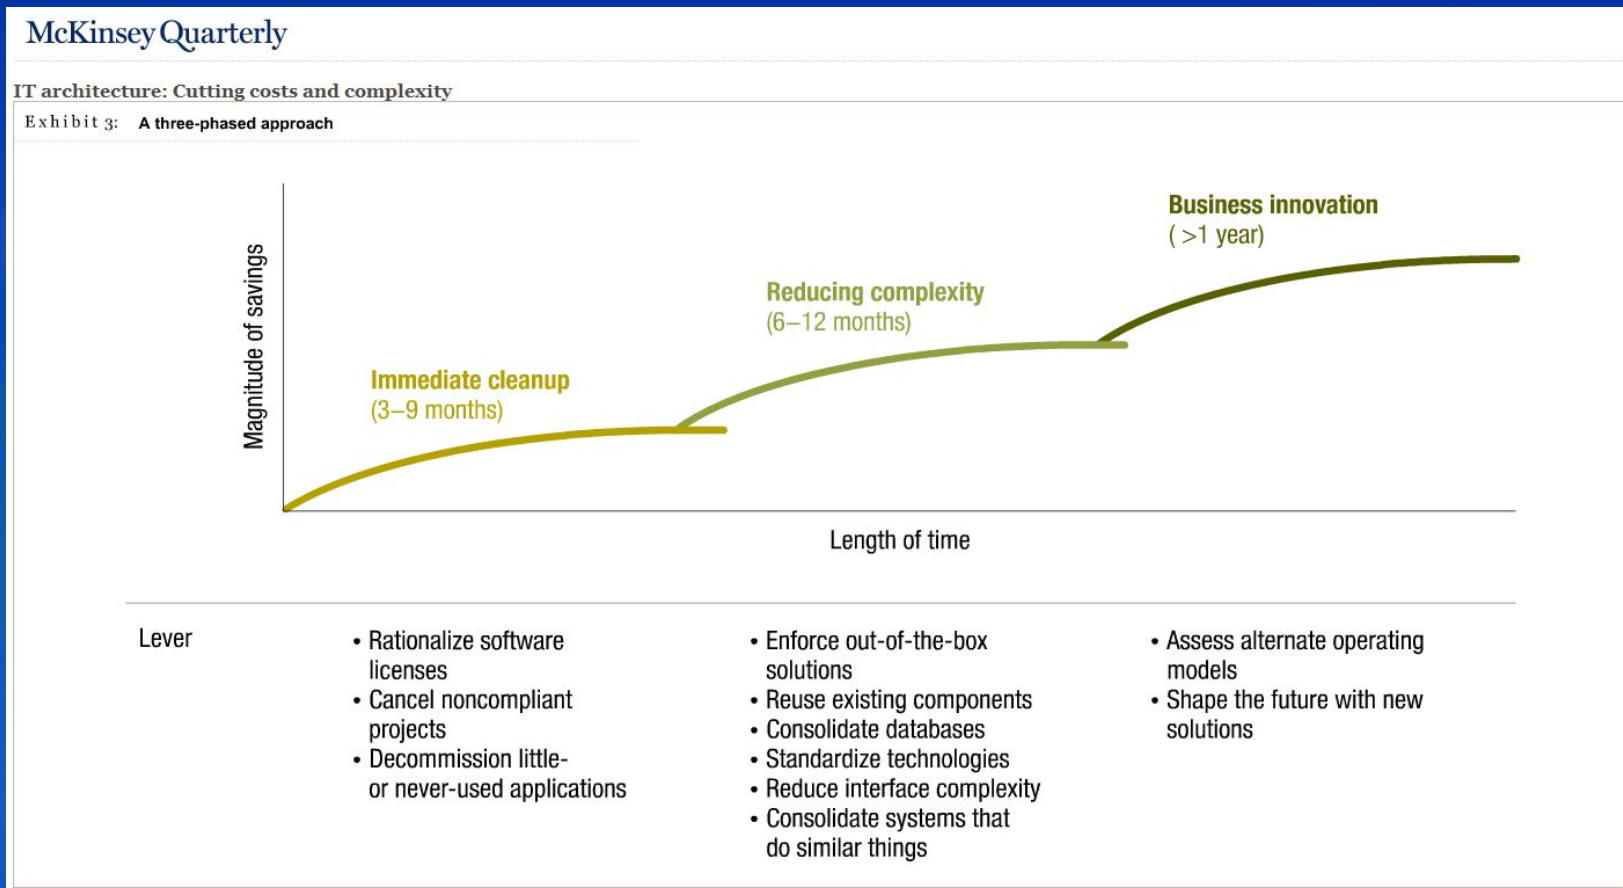 McKinsey Quarterly
IT architecture: Cutting costs and complexity
Exhibit 3: A three-phased approach
Magnitude of savings
Immediate cleanup
(3–9 months)
Reducing complexity
(6–12 months)
Business innovation
( >1 year)
Length of time
Lever
• Rationalize software
licenses
• Cancel noncompliant
projects
• Decommission little-
or never-used applications
• Enforce out-of-the-box
solutions
• Reuse existing components
• Consolidate databases
• Standardize technologies
• Reduce interface complexity
• Consolidate systems that
do similar things
• Assess alternate operating
models
• Shape the future with new
solutions